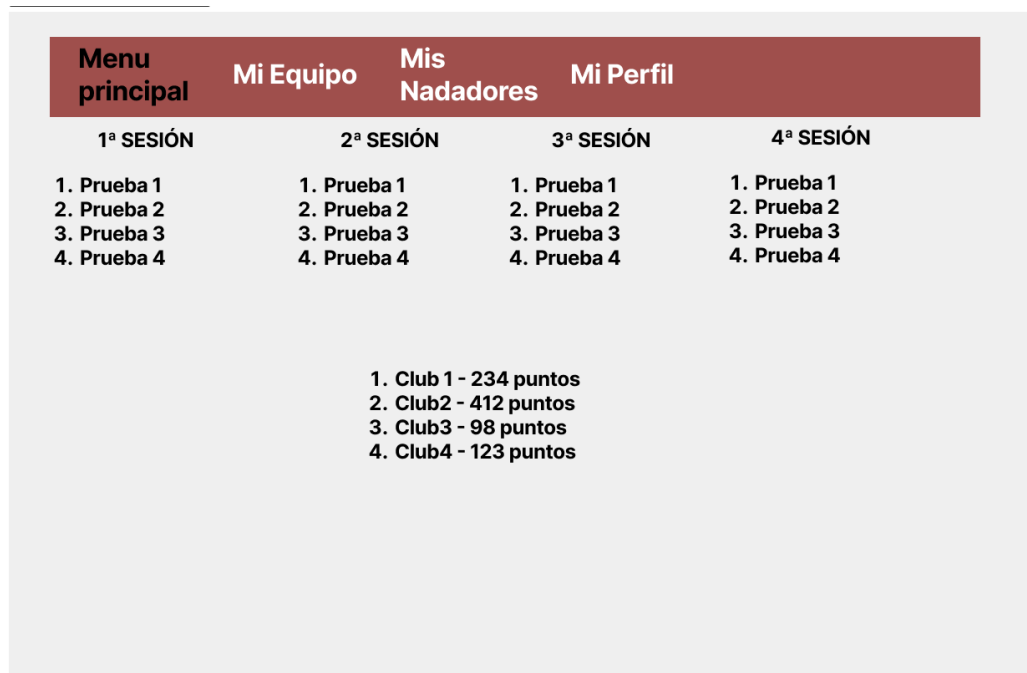 Menu
principal
Mi Equipo
Mis
Nadadores
Mi Perfil
1ª SESIÓN
1. Prueba 1
2. Prueba 2
3. Prueba 3
4. Prueba 4
2ª SESIÓN
1. Prueba 1
2. Prueba 2
3. Prueba 3
4. Prueba 4
3ª SESIÓN
1. Prueba 1
2. Prueba 2
3. Prueba 3
4. Prueba 4
4ª SESIÓN
1. Prueba 1
2. Prueba 2
3. Prueba 3
4. Prueba 4
1. Club 1 - 234 puntos
2. Club2 - 412 puntos
3. Club3 - 98 puntos
4. Club4 - 123 puntos